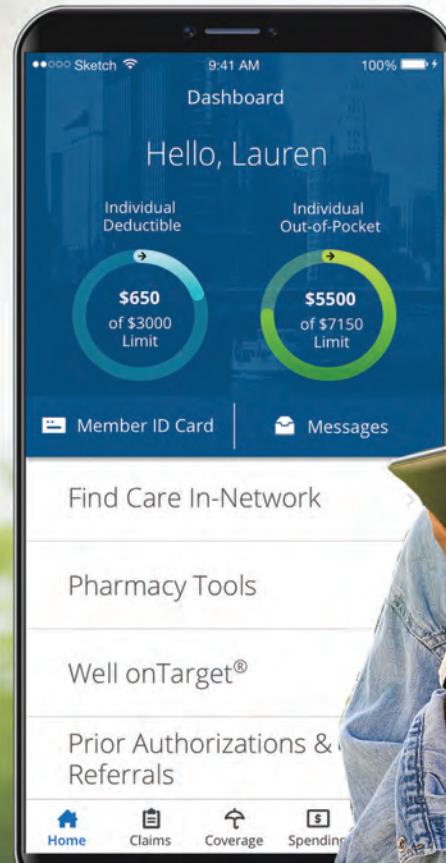 Sketch 9:41 AM 100%
Dashboard
Hello, Lauren
Individual
Deductible
Individual
Out-of-Pocket
$650
of $3000
Limit
$5500
of $7150
Limit
Member ID Card
Messages
Find Care In-Network
Pharmacy Tools
Well onTarget®
Prior Authorizations &
Referrals
Home Claims Coverage Spending